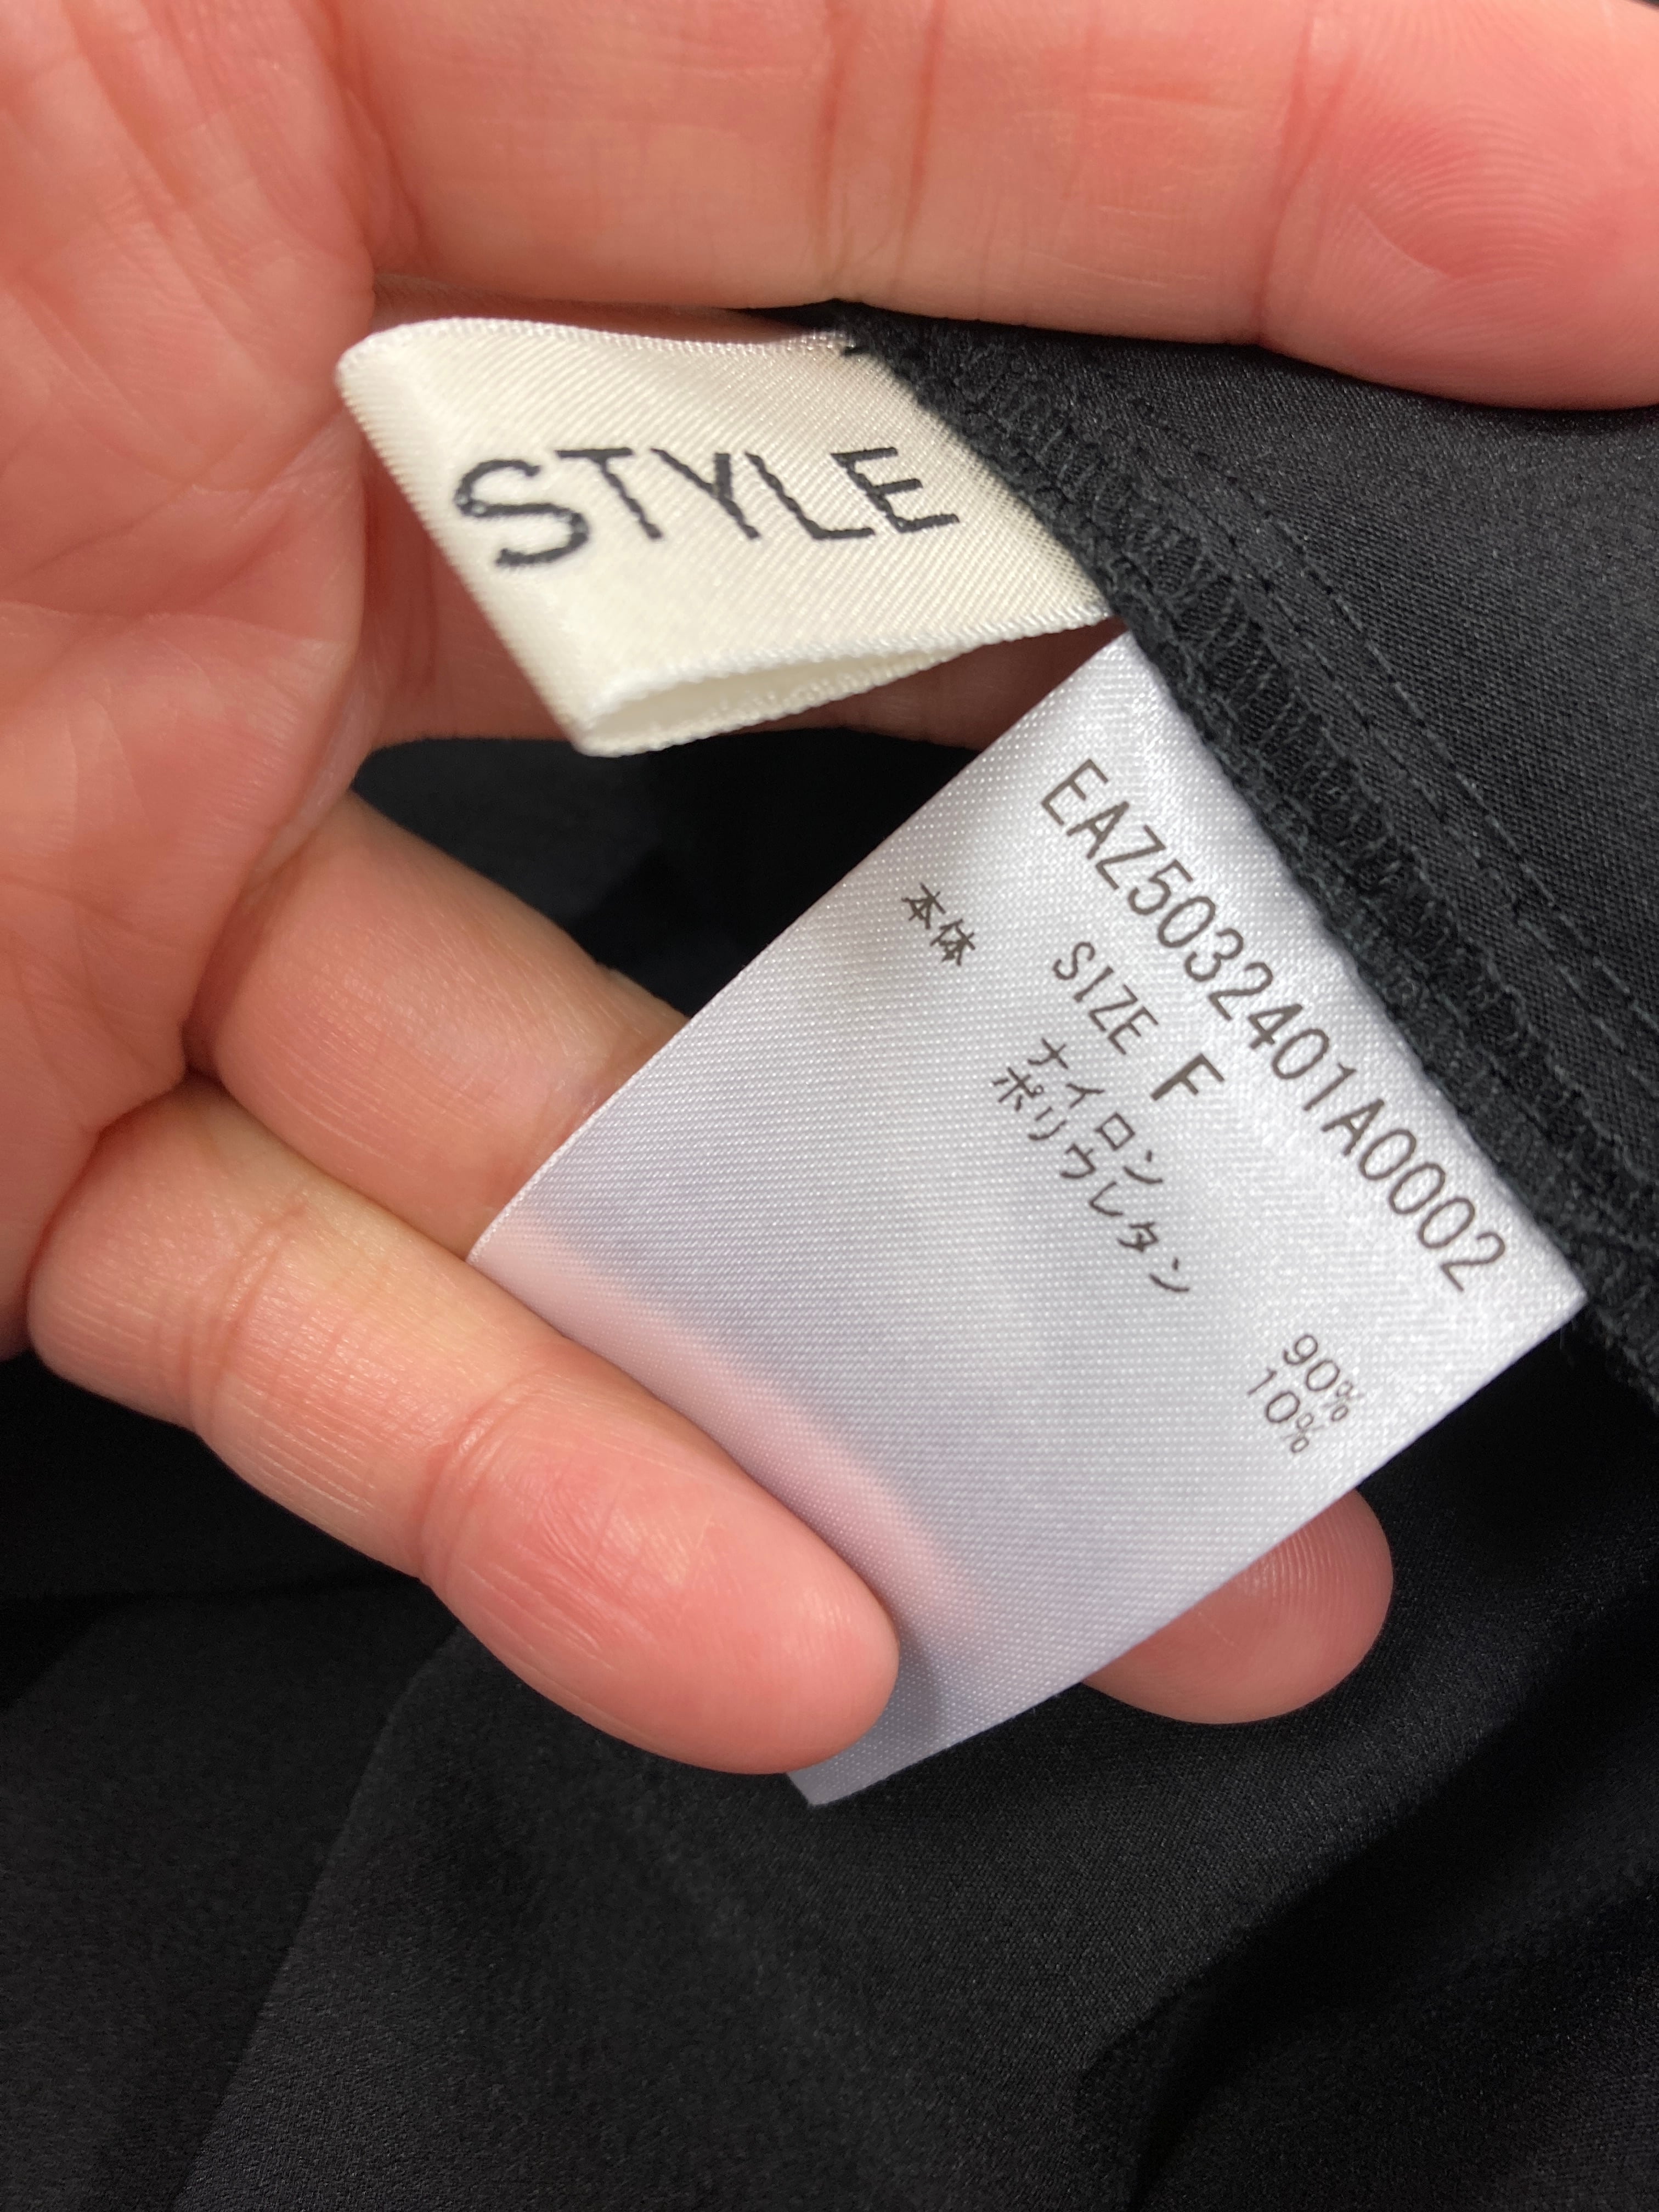 STYLE
EAZ5032401A0002
SIZE F
本体 ナイロン 90%
ポリウレタン 10%